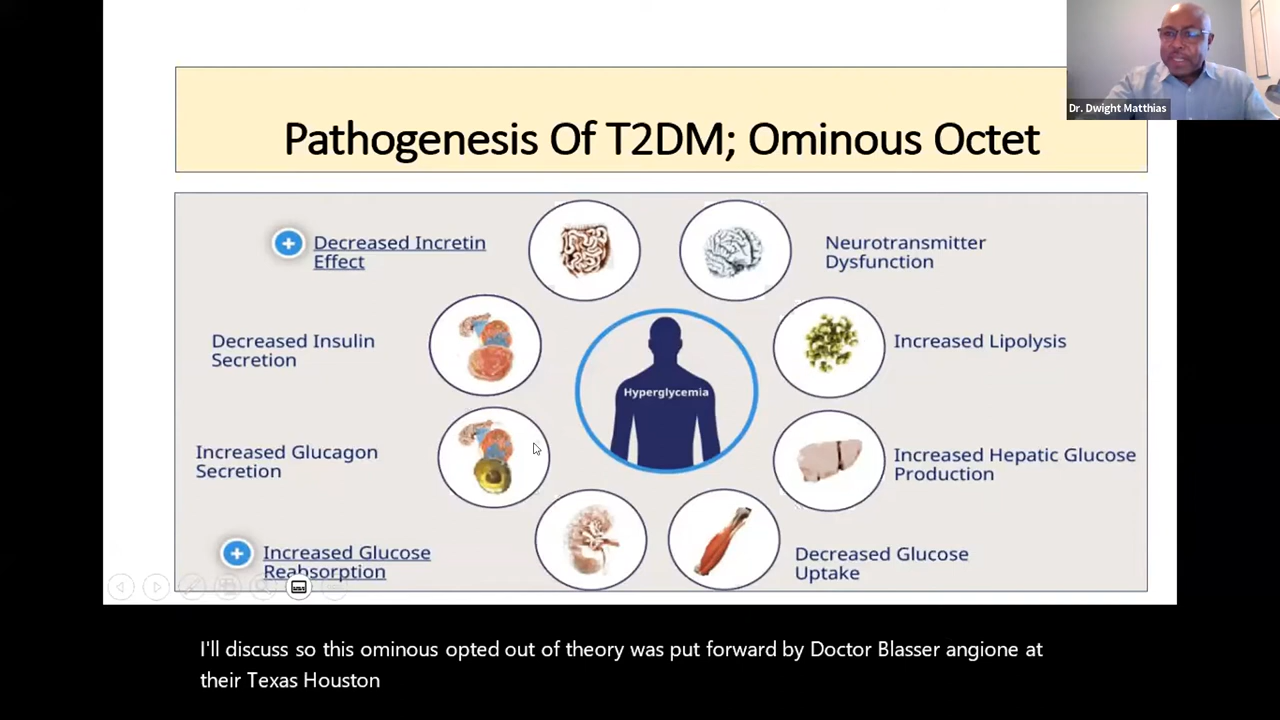 Dr. Dwight Matthias
Pathogenesis Of T2DM; Ominous Octet
Decreased Incretin
Effect
Neurotransmitter
Dysfunction
Decreased Insulin
Secretion
Increased Lipolysis
Hyperglycemia
Increased Glucagon
Secretion
Increased Hepatic Glucose
Production
Increased Glucose
Reabsorption
Decreased Glucose
Uptake
I'll discuss so this ominous opted out of theory was put forward by Doctor Blasser angione at
their Texas Houston